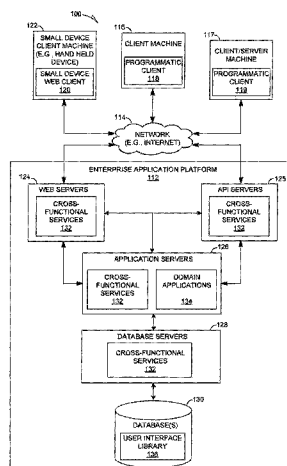 100
122
SMALL DEVICE
CLIENT MACHINE
(E.G., HAND HELD
DEVICE)
SMALL DEVICE
WEB CLIENT
120
116
CLIENT MACHINE
PROGRAMMATIC
CLIENT
118
117
CLIENT/SERVER
MACHINE
PROGRAMMATIC
CLIENT
119
114
NETWORK
(E.G., INTERNET)
ENTERPRISE APPLICATION PLATFORM
112
124
WEB SERVERS
CROSS-
FUNCTIONAL
SERVICES
132
125
API SERVERS
CROSS-
FUNCTIONAL
SERVICES
132
126
APPLICATION SERVERS
CROSS-
FUNCTIONAL
SERVICES
132
DOMAIN
APPLICATIONS
134
128
DATABASE SERVERS
CROSS-FUNCTIONAL
SERVICES
132
130
DATABASE(S)
USER INTERFACE
LIBRARY
136